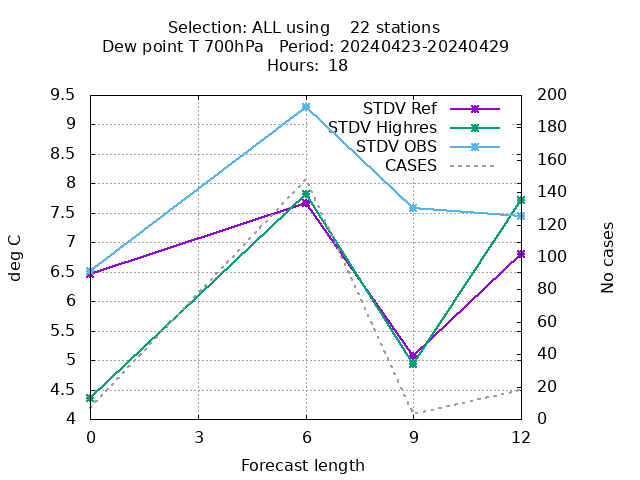 Selection: ALL using    22 stations
Dew point T 700hPa   Period: 20240423-20240429
Hours:  18
STDV Ref
STDV Highres
STDV OBS
CASES
9.5
9
8.5
8
7.5
7
6.5
6
5.5
5
4.5
4
200
180
160
140
120
100
80
60
40
20
0
deg C
No cases
0 3 6 9 12
Forecast length